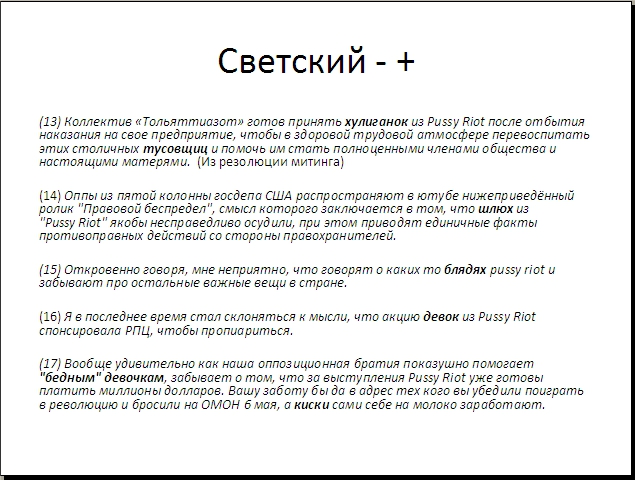 Светский - +
(13) Коллектив «Тольяттиазот» готов принять хулиганок из Pussy Riot после отбытия
наказания на свое предприятие, чтобы в здоровой трудовой атмосфере перевоспитать
этих столичных тусовщиц и помочь им стать полноценными членами общества и
настоящими матерями. (Из резолюции митинга)
(14) Оппы из пятой колонны госдепа США распространяют в ютубе нижеприведённый
ролик "Правовой беспредел", смысл которого заключается в том, что шлюх из
"Pussy Riot" якобы несправедливо осудили, при этом приводят единичные факты
противоправных действий со стороны правохранителей.
(15) Откровенно говоря, мне неприятно, что говорят о каких то блядях pussy riot и
забывают про остальные важные вещи в стране.
(16) Я в последнее время стал склоняться к мысли, что акцию девок из Pussy Riot
спонсировала РПЦ, чтобы пропиариться.
(17) Вообще удивительно как наша оппозиционная братия показушно помогает
"бедным" девочкам, забывает о том, что за выступления Pussy Riot уже готовы
платить миллионы долларов. Вашу заботу бы да в адрес тех кого вы убедили поиграть
в революцию и бросили на ОМОН 6 мая, а киски сами себе на молоко заработают.